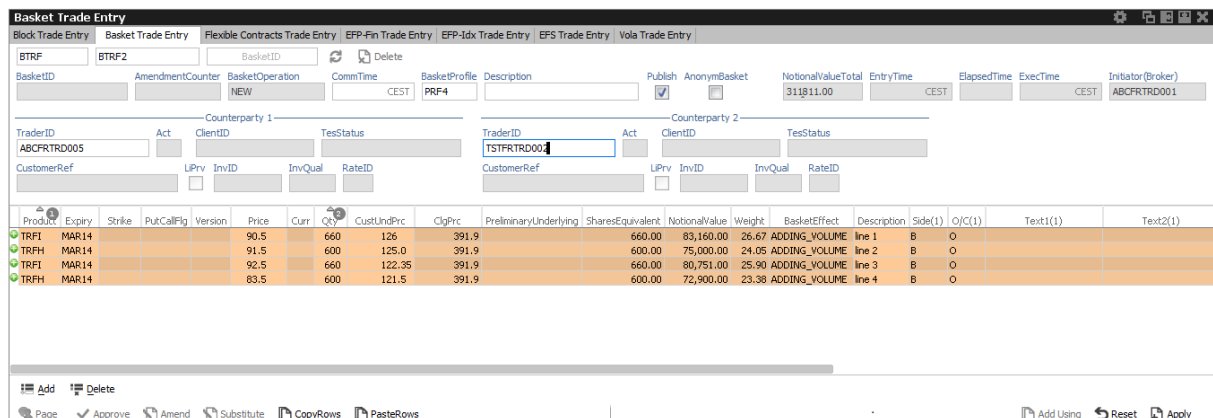 Basket Trade Entry
Block Trade Entry Basket Trade Entry Flexible Contracts Trade Entry EFP-Fin Trade Entry EFP-Idx Trade Entry EFS Trade Entry Vola Trade Entry
BTRF BTRF2 BasketID Delete
BasketID AmendmentCounter BasketOperation CommTime BasketProfile Description Publish AnonymBasket NotionalValueTotal EntryTime ElapsedTime ExecTime Initiator(Broker)
NEW CEST PRF4 311811.00 CEST CEST ABCFRTRD001
Counterparty 1 Counterparty 2
TraderID Act ClientID TesStatus TraderID Act ClientID TesStatus
ABCFRTRD005 TSTFRTRD002
CustomerRef LiPrv InvID InvQual RateID CustomerRef LiPrv InvID InvQual RateID
Product 1 Expiry Strike PutCallFlg Version Price Curr Qty 2 CustUndPrc ClgPrc PreliminaryUnderlying SharesEquivalent NotionalValue Weight BasketEffect Description Side(1) O/C(1) Text1(1) Text2(1)
TRFI MAR14 90.5 660 126 391.9 660.00 83,160.00 26.67 ADDING_VOLUME line 1 B O
TRFH MAR14 91.5 600 125.0 391.9 600.00 75,000.00 24.05 ADDING_VOLUME line 2 B O
TRFI MAR14 92.5 660 122.35 391.9 660.00 80,751.00 25.90 ADDING_VOLUME line 3 B O
TRFH MAR14 83.5 600 121.5 391.9 600.00 72,900.00 23.38 ADDING_VOLUME line 4 B O
Add Delete
Page Approve Amend Substitute CopyRows PasteRows Add Using Reset Apply